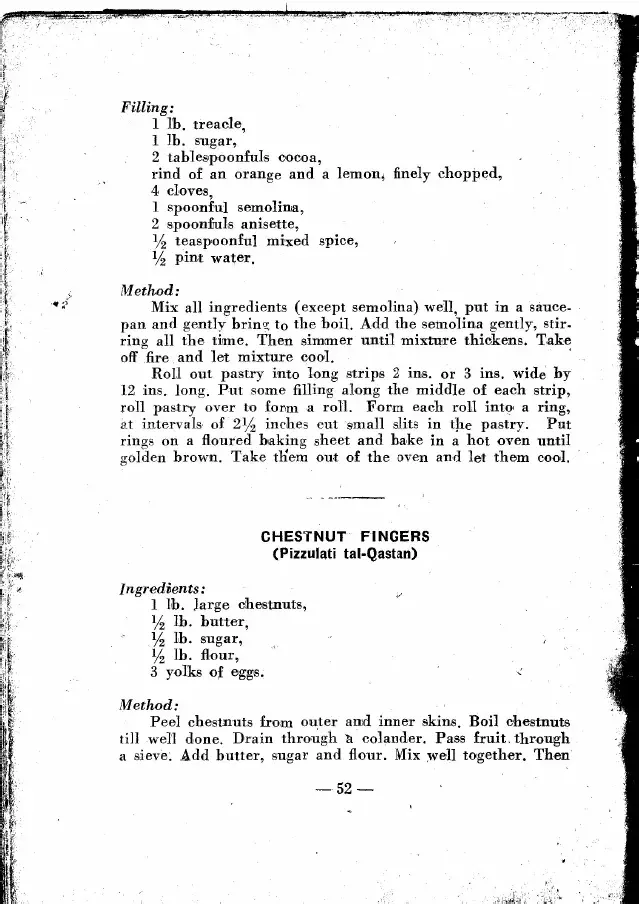 Filling:
1 lb. treacle,
1 lb. sugar,
2 tablespoonfuls cocoa,
rind of an orange and a lemon, finely chopped,
4 cloves,
1 spoonful semolina,
2 spoonfuls anisette,
½ teaspoonful mixed spice,
½ pint water.
Method:
Mix all ingredients (except semolina) well, put in a sauce-
pan and gently bring to the boil. Add the semolina gently, stir-
ring all the time. Then simmer until mixture thickens. Take
off fire and let mixture cool.
Roll out pastry into long strips 2 ins. or 3 ins. wide by
12 ins. long. Put some filling along the middle of each strip,
roll pastry over to form a roll. Form each roll into a ring,
at intervals of 2½ inches cut small slits in the pastry. Put
rings on a floured baking sheet and bake in a hot oven until
golden brown. Take them out of the oven and let them cool.
CHESTNUT FINGERS
(Pizzulati tal-Qastan)
Ingredients:
1 lb. large chestnuts,
½ lb. butter,
½ lb. sugar,
½ lb. flour,
3 yolks of eggs.
Method:
Peel chestnuts from outer and inner skins. Boil chestnuts
till well done. Drain through a colander. Pass fruit through
a sieve. Add butter, sugar and flour. Mix well together. Then
— 52 —